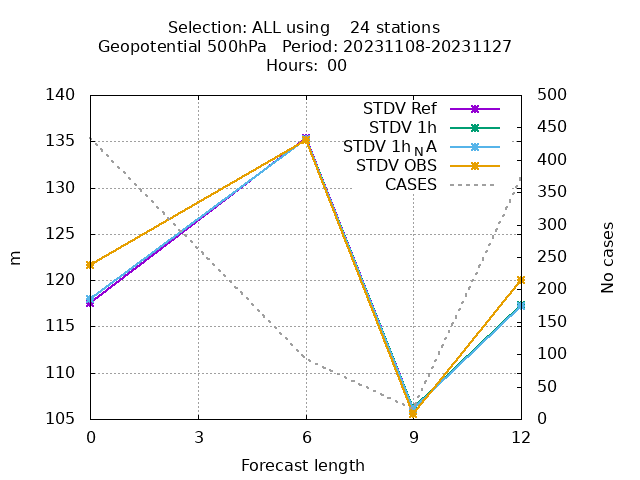 Selection: ALL using    24 stations
Geopotential 500hPa   Period: 20231108-20231127
Hours:  00
140
135
130
125
120
115
110
105
m
500
450
400
350
300
250
200
150
100
50
0
No cases
STDV Ref
STDV 1h
STDV 1h_NA
STDV OBS
CASES
0 3 6 9 12
Forecast length